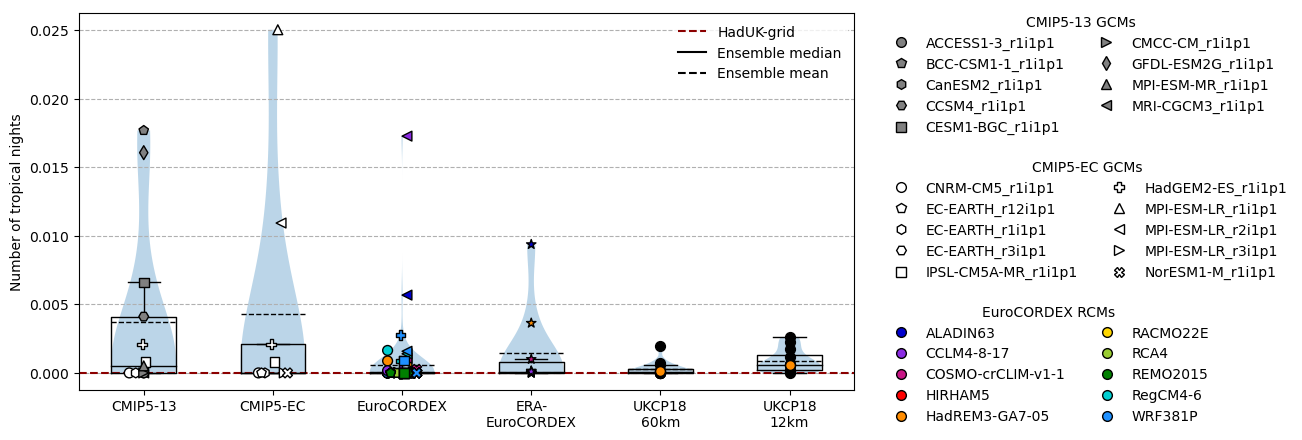 Number of tropical nights
0.025
0.020
0.015
0.010
0.005
0.000
HadUK-grid
Ensemble median
Ensemble mean
CMIP5-13
CMIP5-EC
EuroCORDEX
ERA-
EuroCORDEX
UKCP18
60km
UKCP18
12km
CMIP5-13 GCMs
ACCESS1-3_r1i1p1
BCC-CSM1-1_r1i1p1
CanESM2_r1i1p1
CCSM4_r1i1p1
CESM1-BGC_r1i1p1
CMCC-CM_r1i1p1
GFDL-ESM2G_r1i1p1
MPI-ESM-MR_r1i1p1
MRI-CGCM3_r1i1p1
CMIP5-EC GCMs
CNRM-CM5_r1i1p1
EC-EARTH_r12i1p1
EC-EARTH_r1i1p1
EC-EARTH_r3i1p1
IPSL-CM5A-MR_r1i1p1
HadGEM2-ES_r1i1p1
MPI-ESM-LR_r1i1p1
MPI-ESM-LR_r2i1p1
MPI-ESM-LR_r3i1p1
NorESM1-M_r1i1p1
EuroCORDEX RCMs
ALADIN63
CCLM4-8-17
COSMO-crCLIM-v1-1
HIRHAM5
HadREM3-GA7-05
RACMO22E
RCA4
REMO2015
RegCM4-6
WRF381P